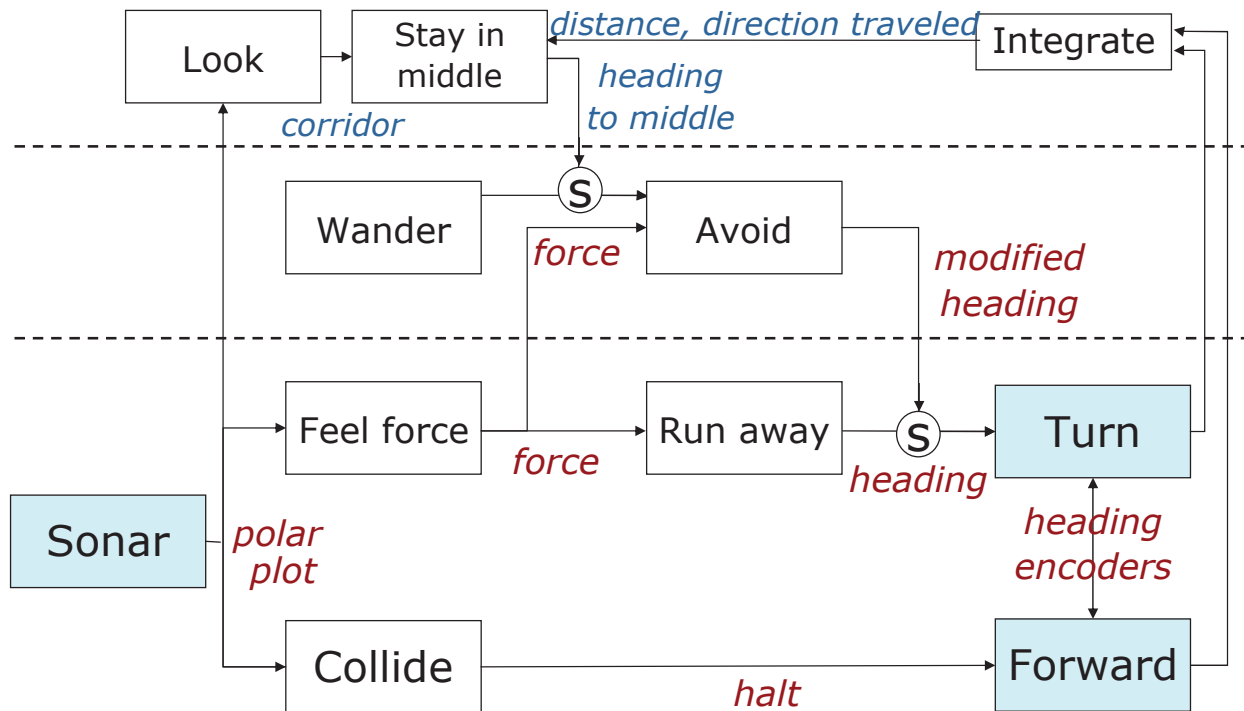 Look
Stay in
middle
distance, direction traveled
Integrate
corridor
heading
to middle
Wander
S
Avoid
force
modified
heading
Feel force
force
Run away
S
heading
Turn
Sonar
polar
plot
heading
encoders
Collide
halt
Forward